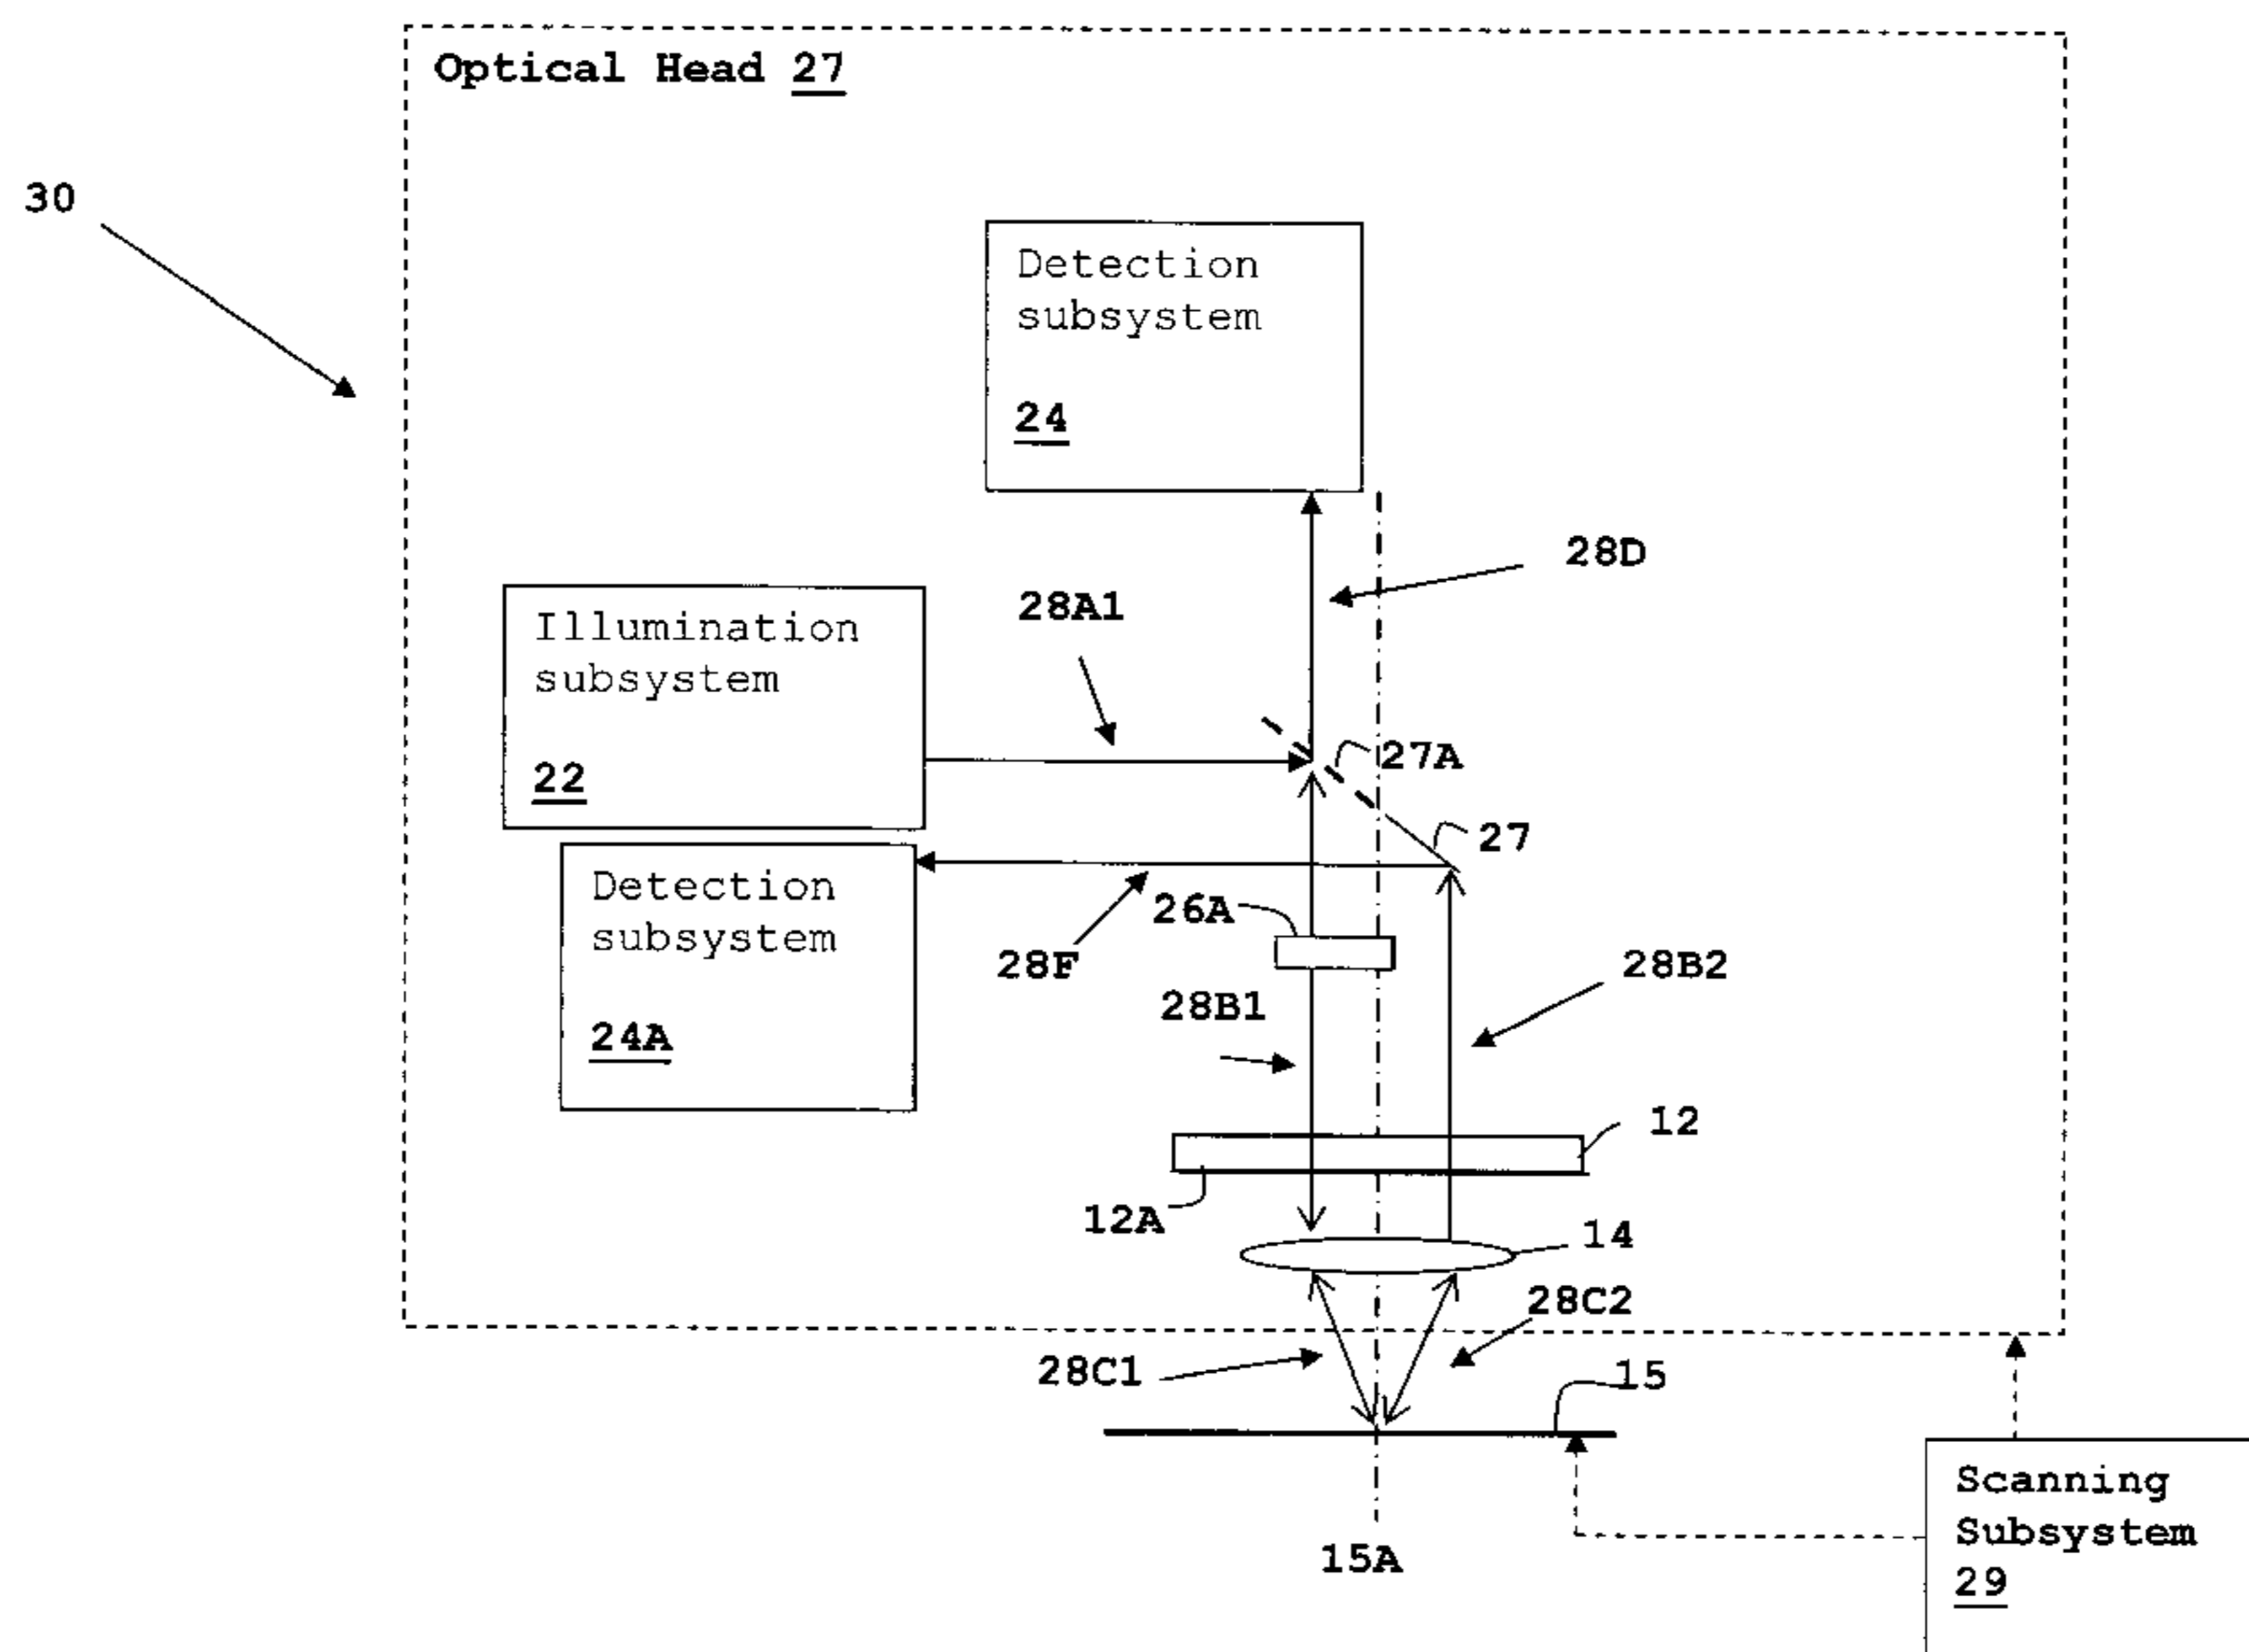 Optical Head 27
30
Detection
subsystem
24
28D
28A1
Illumination
subsystem
22
27A
27
Detection
subsystem
24A
26A
28F
28B1
28B2
12
12A
14
28C2
28C1
15
15A
Scanning
Subsystem
29